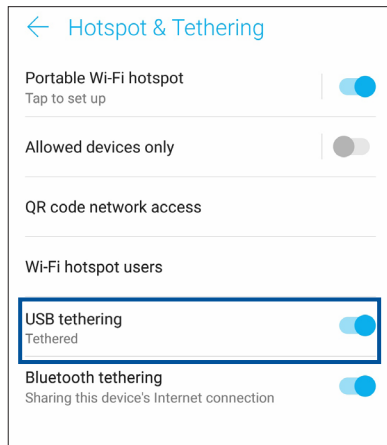 Hotspot & Tethering
Portable Wi-Fi hotspot
Tap to set up
Allowed devices only
QR code network access
Wi-Fi hotspot users
USB tethering
Tethered
Bluetooth tethering
Sharing this device's Internet connection